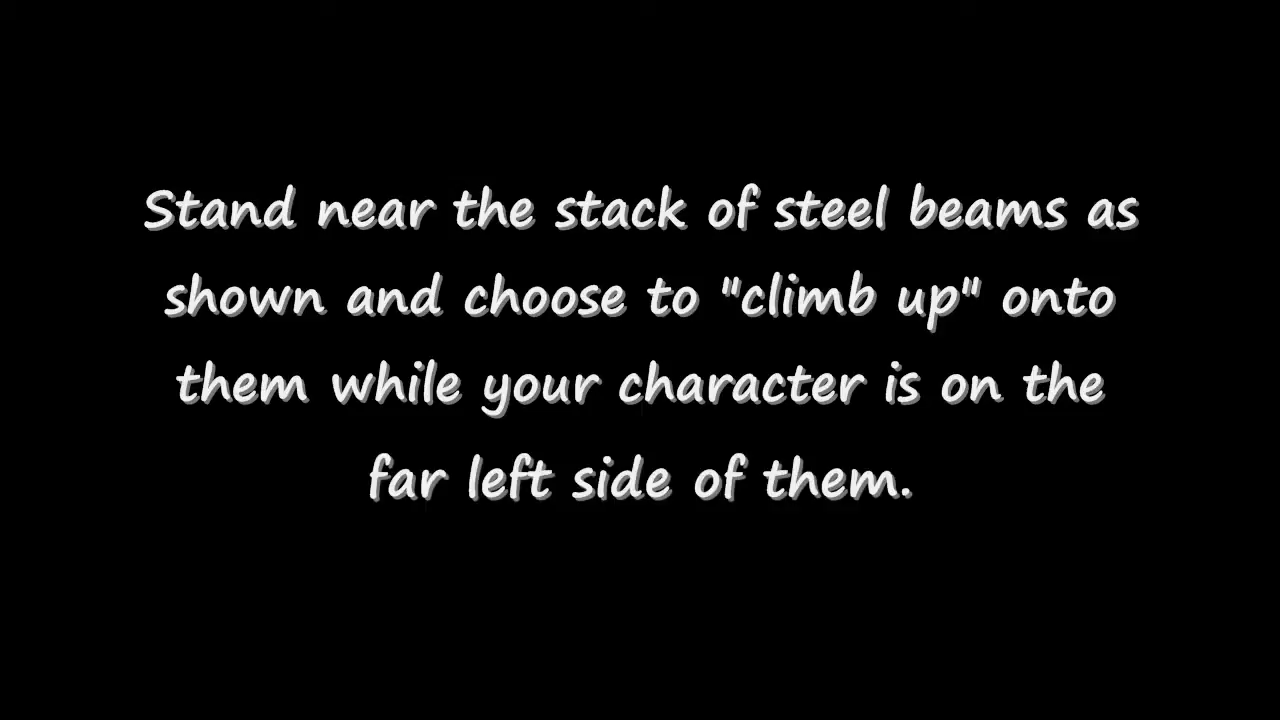 Stand near the stack of steel beams as
shown and choose to "climb up" onto
them while your character is on the
far left side of them.